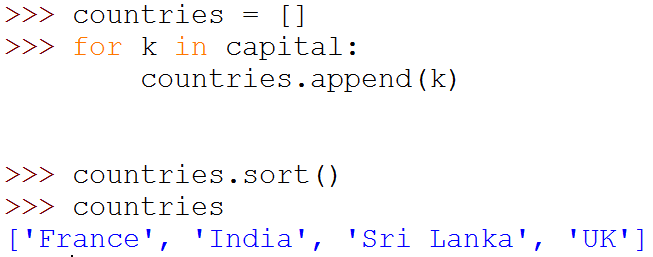 >>> countries = []
>>> for k in capital:
        countries.append(k)
>>> countries.sort()
>>> countries
['France', 'India', 'Sri Lanka', 'UK']